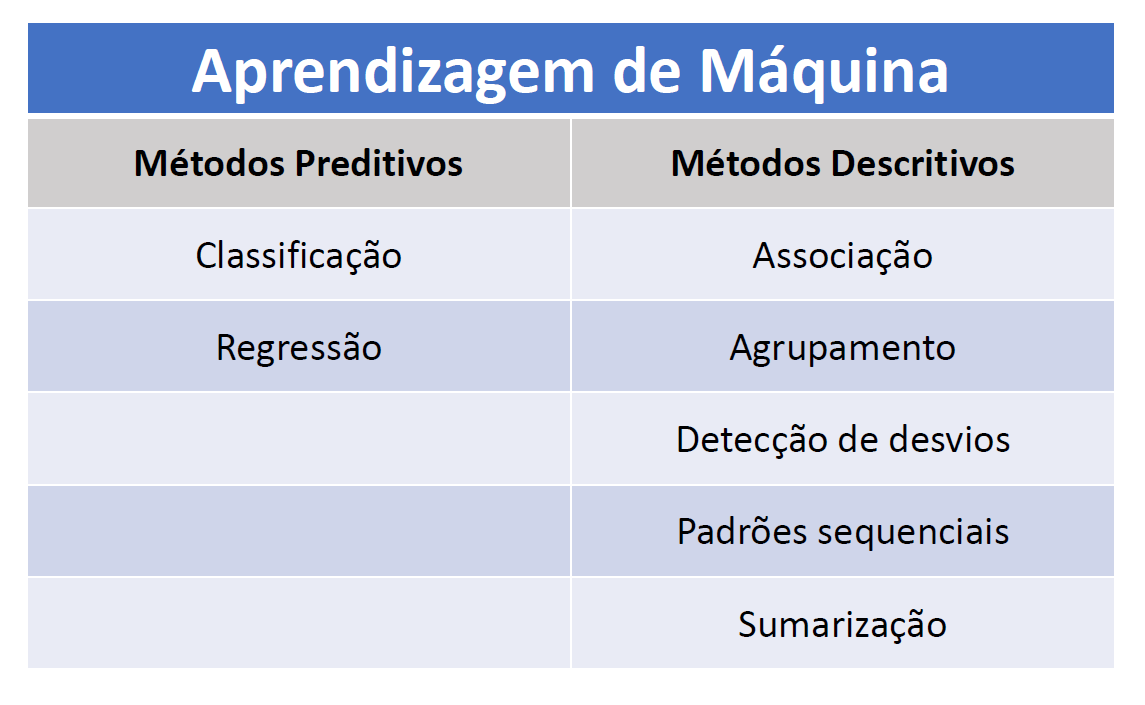 Aprendizagem de Máquina
Métodos Preditivos
Métodos Descritivos
Classificação
Associação
Regressão
Agrupamento
Detecção de desvios
Padrões sequenciais
Sumarização